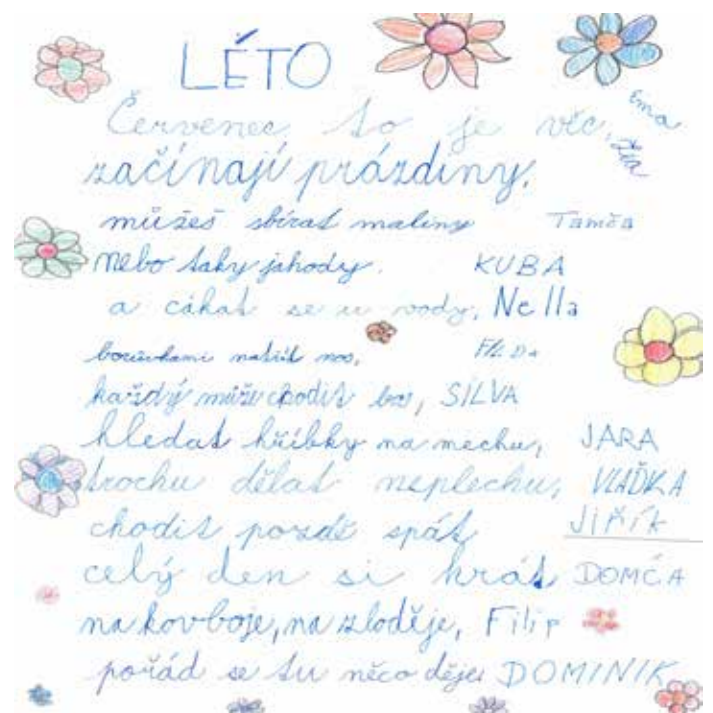 LÉTO
Červenec to je věc, Ema
začínají prázdniny,
můžeš sbírat maliny Tamča
nebo taky jahody. KUBA
a cákat se u vody, Nella
borůvkami natřít nos,
každý může chodit bos, SILVA
hledat hříbky na mechu, JARA
trochu dělat neplechu, VLAĎKA
chodit pozdě spát JIŘÍK
celý den si hrát DOMČA
na kovboje, na zloděje, Filip
pořád se tu něco děje DOMINIK